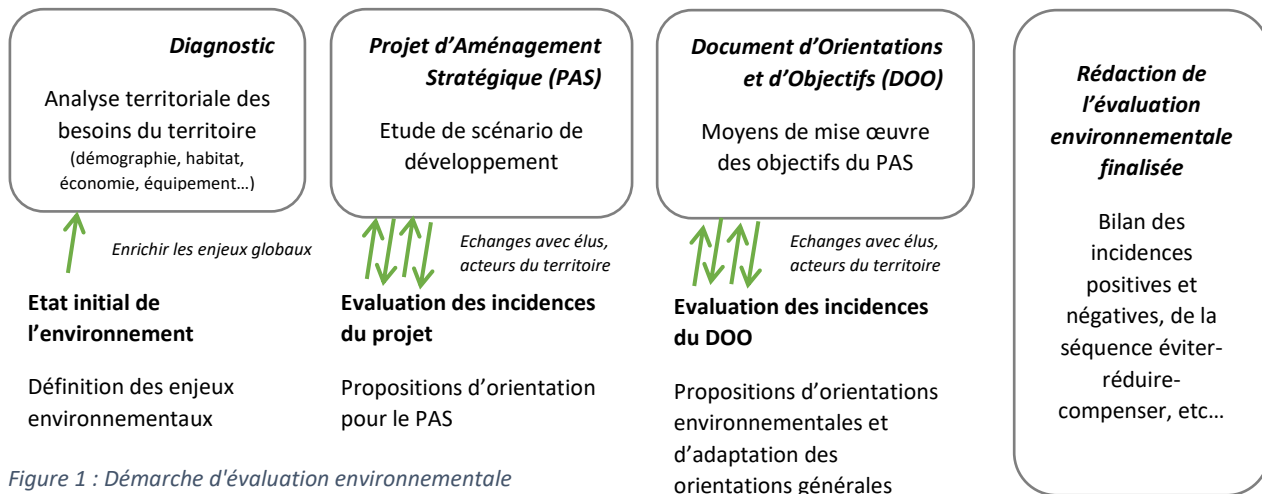 Diagnostic
Analyse territoriale des
besoins du territoire
(démographie, habitat,
économie, équipement…)
Enrichir les enjeux globaux
Etat initial de
l’environnement
Définition des enjeux
environnementaux
Projet d’Aménagement
Stratégique (PAS)
Etude de scénario de
développement
Echanges avec élus,
acteurs du territoire
Evaluation des incidences
du projet
Propositions d’orientation
pour le PAS
Document d’Orientations
et d’Objectifs (DOO)
Moyens de mise œuvre
des objectifs du PAS
Echanges avec élus,
acteurs du territoire
Evaluation des incidences
du DOO
Propositions d’orientations
environnementales et
d’adaptation des
orientations générales
Rédaction de
l’évaluation
environnementale
finalisée
Bilan des
incidences
positives et
négatives, de la
séquence éviter-
réduire-
compenser, etc…
Figure 1 : Démarche d'évaluation environnementale